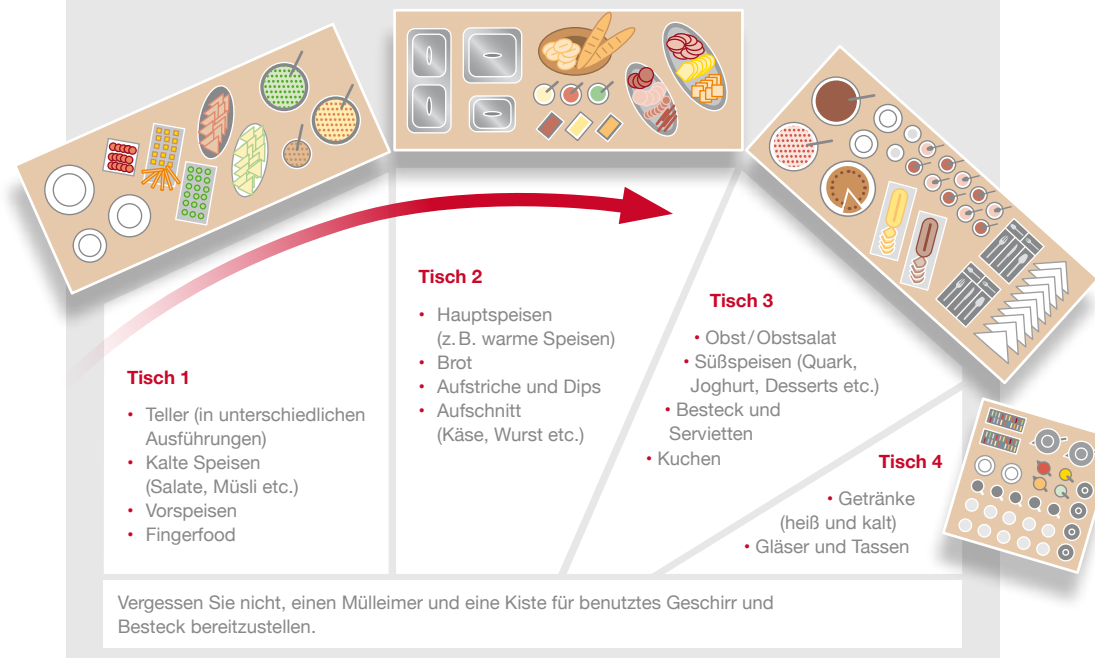 Tisch 1
• Teller (in unterschiedlichen
Ausführungen)
• Kalte Speisen
(Salate, Müsli etc.)
• Vorspeisen
• Fingerfood
Tisch 2
• Hauptspeisen
(z. B. warme Speisen)
• Brot
• Aufstriche und Dips
• Aufschnitt
(Käse, Wurst etc.)
Tisch 3
• Obst/Obstsalat
• Süßspeisen (Quark,
Joghurt, Desserts etc.)
• Besteck und
Servietten
• Kuchen
Tisch 4
• Getränke
(heiß und kalt)
• Gläser und Tassen
Vergessen Sie nicht, einen Mülleimer und eine Kiste für benutztes Geschirr und
Besteck bereitzustellen.